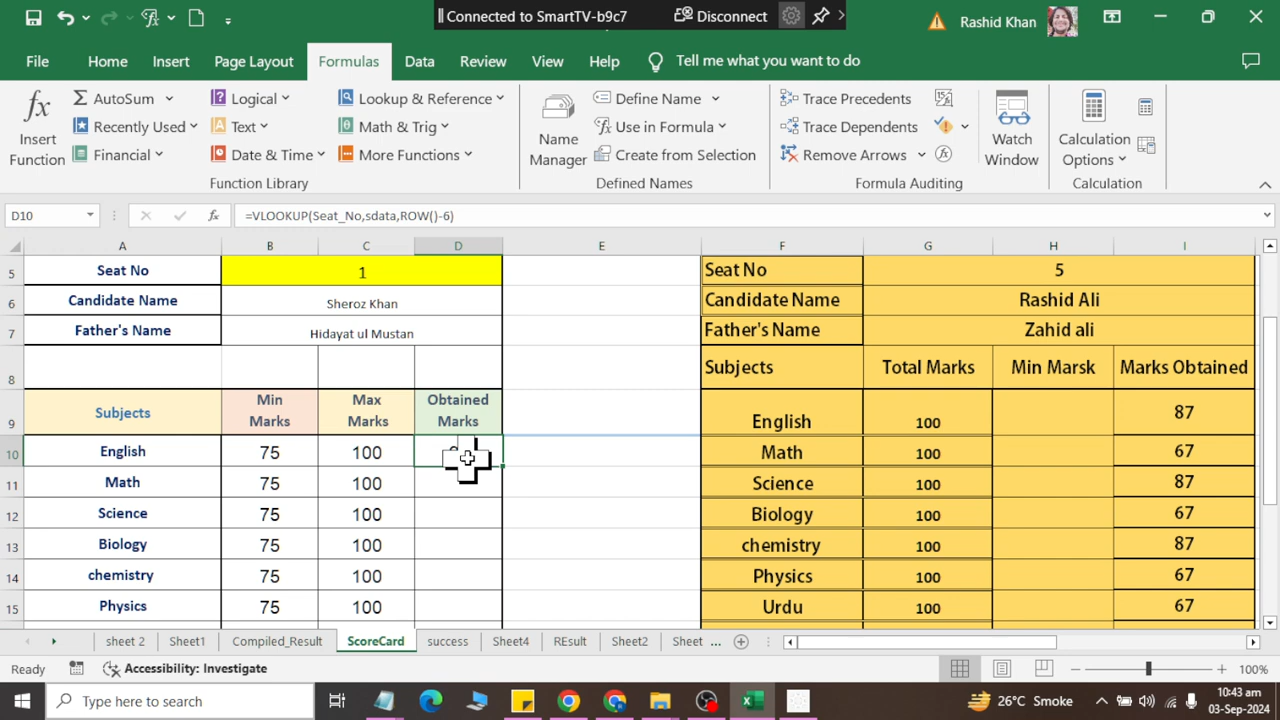 Connected to SmartTV-b9c7
Disconnect
Rashid Khan
File
Home
Insert
Page Layout
Formulas
Data
Review
View
Help
Tell me what you want to do
Insert
Function
AutoSum
Recently Used
Financial
Logical
Text
Date & Time
Lookup & Reference
Math & Trig
More Functions
Function Library
Name
Manager
Define Name
Use in Formula
Create from Selection
Defined Names
Trace Precedents
Trace Dependents
Remove Arrows
Formula Auditing
Watch
Window
Calculation
Options
Calculation
D10
fx
=VLOOKUP(Seat_No,sdata,ROW()-6)
A B C D E F G H I
5 Seat No 1 Seat No 5
6 Candidate Name Sheroz Khan Candidate Name Rashid Ali
7 Father's Name Hidayat ul Mustan Father's Name Zahid ali
8 Subjects Total Marks Min Marsk Marks Obtained
9 Subjects Min Marks Max Marks Obtained Marks English 100 87
10 English 75 100 Math 100 67
11 Math 75 100 Science 100 87
12 Science 75 100 Biology 100 67
13 Biology 75 100 chemistry 100 87
14 chemistry 75 100 Physics 100 67
15 Physics 75 100 Urdu 100 67
sheet 2 Sheet1 Compiled_Result ScoreCard success Sheet4 REsult Sheet2 Sheet ...
Ready
Accessibility: Investigate
100%
Type here to search
26°C Smoke
10:43 am
03-Sep-2024